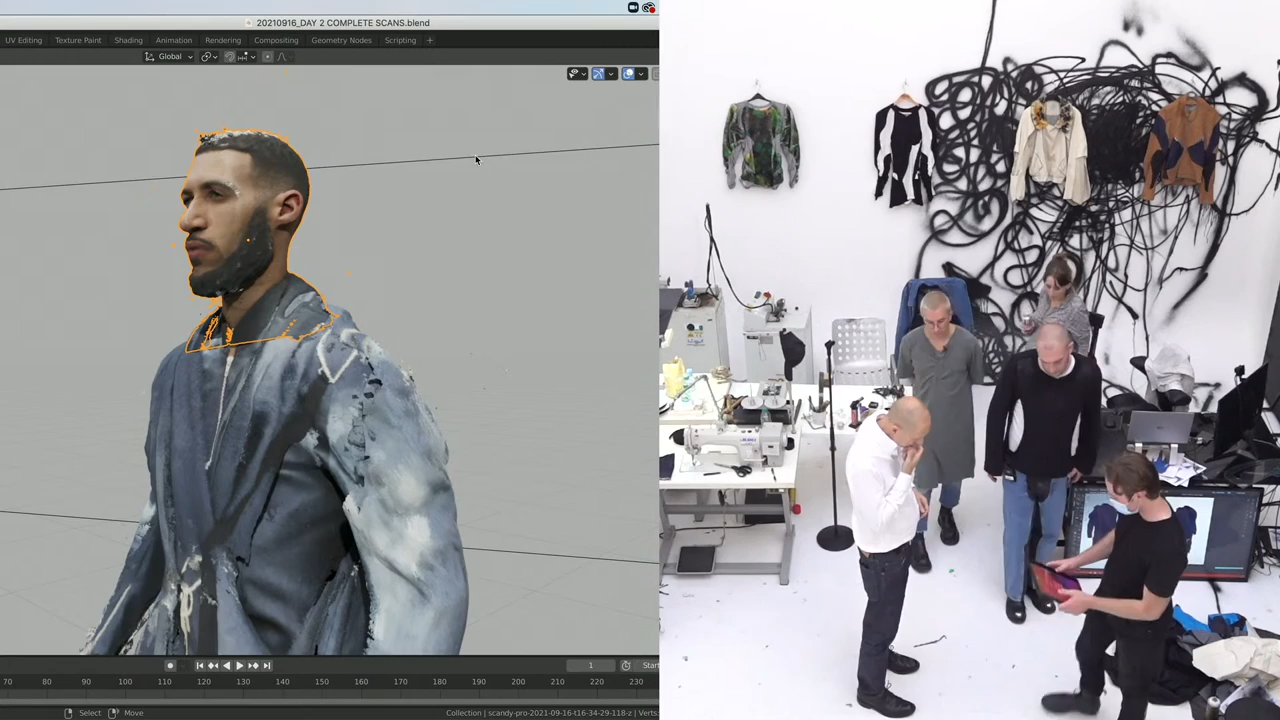 20210916_DAY 2 COMPLETE SCANS.blend
UV Editing Texture Paint Shading Animation Rendering Compositing Geometry Nodes Scripting +
Global
1 Start
70 80 90 100 110 120 130 140 150 160 170 180 190 200 210 220 230
Select Move Collection | scandy-pro-2021-09-16-t16-34-29-118-z | Verts:
JUKI